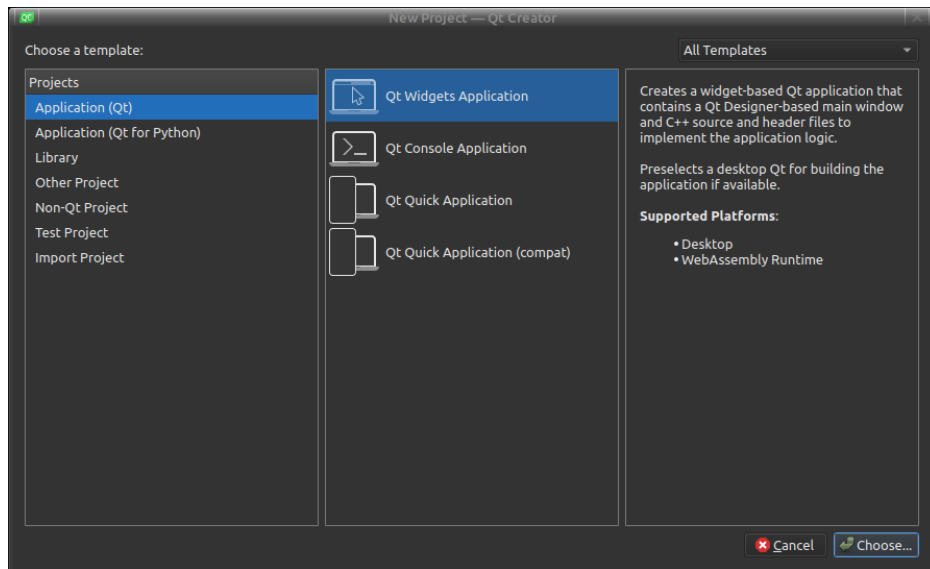 New Project — Qt Creator
Choose a template:
All Templates
Projects
Application (Qt)
Application (Qt for Python)
Library
Other Project
Non-Qt Project
Test Project
Import Project
Qt Widgets Application
Qt Console Application
Qt Quick Application
Qt Quick Application (compat)
Creates a widget-based Qt application that
contains a Qt Designer-based main window
and C++ source and header files to
implement the application logic.
Preselects a desktop Qt for building the
application if available.
Supported Platforms:
• Desktop
• WebAssembly Runtime
Cancel
Choose...